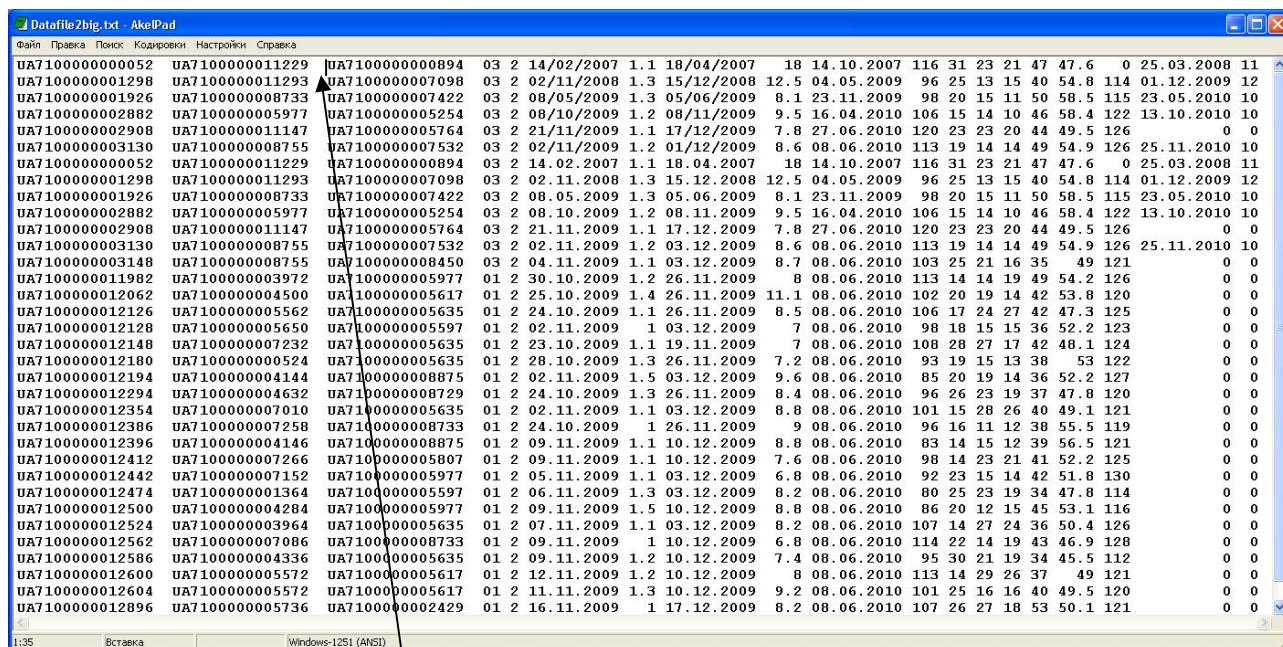 Datafile2big.txt - AkelPad
Файл Правка Поиск Кодировки Настройки Справка
UA7100000000052 UA7100000011229 UA7100000000894 03 2 14/02/2007 1.1 18/04/2007 18 14.10.2007 116 31 23 21 47 47.6 0 25.03.2008 11
UA7100000001298 UA7100000011293 UA7100000007098 03 2 02/11/2008 1.3 15/12/2008 12.5 04.05.2009 96 25 13 15 40 54.8 114 01.12.2009 12
UA7100000001926 UA7100000008733 UA7100000007422 03 2 08/05/2009 1.3 05/06/2009 8.1 23.11.2009 98 20 15 11 50 58.5 115 23.05.2010 10
UA7100000002882 UA7100000005977 UA7100000005254 03 2 08/10/2009 1.2 08/11/2009 9.5 16.04.2010 106 15 14 10 46 58.4 122 13.10.2010 10
UA7100000002908 UA7100000011147 UA7100000005764 03 2 21/11/2009 1.1 17/12/2009 7.8 27.06.2010 120 23 23 20 44 49.5 126 0 0
UA7100000003130 UA7100000008755 UA7100000007532 03 2 02/11/2009 1.2 01/12/2009 8.6 08.06.2010 113 19 14 14 49 54.9 126 25.11.2010 10
UA7100000000052 UA7100000011229 UA7100000000894 03 2 14.02.2007 1.1 18.04.2007 18 14.10.2007 116 31 23 21 47 47.6 0 25.03.2008 11
UA7100000001298 UA7100000011293 UA7100000007098 03 2 02.11.2008 1.3 15.12.2008 12.5 04.05.2009 96 25 13 15 40 54.8 114 01.12.2009 12
UA7100000001926 UA7100000008733 UA7100000007422 03 2 08.05.2009 1.3 05.06.2009 8.1 23.11.2009 98 20 15 11 50 58.5 115 23.05.2010 10
UA7100000002882 UA7100000005977 UA7100000005254 03 2 08.10.2009 1.2 08.11.2009 9.5 16.04.2010 106 15 14 10 46 58.4 122 13.10.2010 10
UA7100000002908 UA7100000011147 UA7100000005764 03 2 21.11.2009 1.1 17.12.2009 7.8 27.06.2010 120 23 23 20 44 49.5 126 0 0
UA7100000003130 UA7100000008755 UA7100000007532 03 2 02.11.2009 1.2 03.12.2009 8.6 08.06.2010 113 19 14 14 49 54.9 126 25.11.2010 10
UA7100000003148 UA7100000008755 UA7100000008450 03 2 04.11.2009 1.1 03.12.2009 8.7 08.06.2010 103 25 21 16 35 49 121 0 0
UA7100000011982 UA7100000003972 UA7100000005977 01 2 30.10.2009 1.2 26.11.2009 8 08.06.2010 113 14 14 19 49 54.2 126 0 0
UA7100000012062 UA7100000004500 UA7100000005617 01 2 25.10.2009 1.4 26.11.2009 11.1 08.06.2010 102 20 19 14 42 53.8 120 0 0
UA7100000012126 UA7100000005562 UA7100000005635 01 2 24.10.2009 1.1 26.11.2009 8.5 08.06.2010 106 17 24 27 42 47.3 125 0 0
UA7100000012128 UA7100000005650 UA7100000005597 01 2 02.11.2009 1 03.12.2009 7 08.06.2010 98 18 15 15 36 52.2 123 0 0
UA7100000012148 UA7100000007232 UA7100000005635 01 2 23.10.2009 1.1 19.11.2009 7 08.06.2010 108 28 27 17 42 48.1 124 0 0
UA7100000012180 UA7100000000524 UA7100000005635 01 2 28.10.2009 1.3 26.11.2009 7.2 08.06.2010 93 19 15 13 38 53 122 0 0
UA7100000012194 UA7100000004144 UA7100000008875 01 2 02.11.2009 1.5 03.12.2009 9.6 08.06.2010 85 20 19 14 36 52.2 127 0 0
UA7100000012294 UA7100000004632 UA7100000008729 01 2 24.10.2009 1.3 26.11.2009 8.4 08.06.2010 96 26 23 19 37 47.8 120 0 0
UA7100000012354 UA7100000007010 UA7100000005635 01 2 02.11.2009 1.1 03.12.2009 8.8 08.06.2010 101 15 28 26 40 49.1 121 0 0
UA7100000012386 UA7100000007258 UA7100000008733 01 2 24.10.2009 1 26.11.2009 9 08.06.2010 96 16 11 12 38 55.5 119 0 0
UA7100000012396 UA7100000004146 UA7100000008875 01 2 09.11.2009 1.1 10.12.2009 8.8 08.06.2010 83 14 15 12 39 56.5 121 0 0
UA7100000012412 UA7100000007266 UA7100000005807 01 2 09.11.2009 1.1 10.12.2009 7.6 08.06.2010 98 14 23 21 41 52.2 125 0 0
UA7100000012442 UA7100000007152 UA7100000005977 01 2 05.11.2009 1.1 03.12.2009 6.8 08.06.2010 92 23 15 14 42 51.8 130 0 0
UA7100000012474 UA7100000001364 UA7100000005597 01 2 06.11.2009 1.3 03.12.2009 8.2 08.06.2010 80 25 23 19 34 47.8 114 0 0
UA7100000012500 UA7100000004284 UA7100000005977 01 2 09.11.2009 1.5 10.12.2009 8.8 08.06.2010 86 20 12 15 45 53.1 116 0 0
UA7100000012524 UA7100000003964 UA7100000005635 01 2 07.11.2009 1.1 03.12.2009 8.2 08.06.2010 107 14 27 24 36 50.4 126 0 0
UA7100000012562 UA7100000007086 UA7100000008733 01 2 09.11.2009 1 10.12.2009 6.8 08.06.2010 114 22 14 19 43 46.9 128 0 0
UA7100000012586 UA7100000004336 UA7100000005635 01 2 09.11.2009 1.2 10.12.2009 7.4 08.06.2010 95 30 21 19 34 45.5 112 0 0
UA7100000012600 UA7100000005572 UA7100000005617 01 2 12.11.2009 1.2 10.12.2009 8 08.06.2010 113 14 29 26 37 49 121 0 0
UA7100000012604 UA7100000005572 UA7100000005617 01 2 11.11.2009 1.3 10.12.2009 9.2 08.06.2010 101 25 16 16 40 49.5 120 0 0
UA7100000012896 UA7100000005736 UA7100000002429 01 2 16.11.2009 1 17.12.2009 8.2 08.06.2010 107 26 27 18 53 50.1 121 0 0
1:35 Вставка Windows-1251 (ANSI)